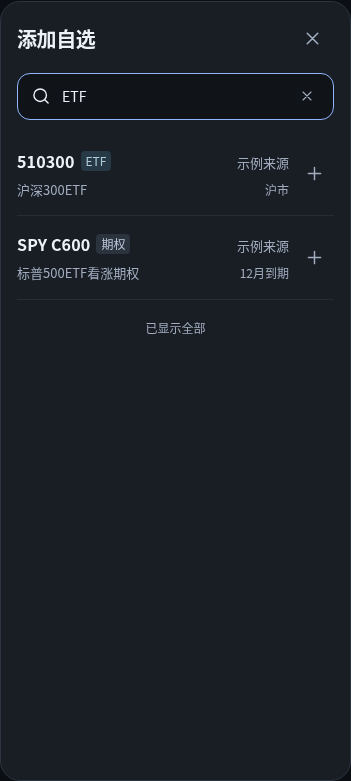 添加自选
ETF
510300 ETF 示例来源
沪深300ETF 沪市
SPY C600 期权 示例来源
标普500ETF看涨期权 12月到期
已显示全部